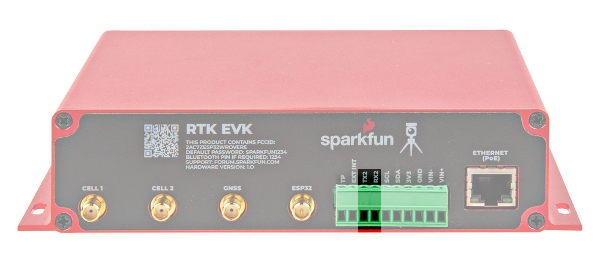 RTK EVK
THIS PRODUCT CONTAINS FCCID:
2AC7Z-ESP32WROVERE
DEFAULT PASSWORD: SPARKFUN1234
BLUETOOTH PIN IF REQUIRED: 1234
SUPPORT: FORUM.SPARKFUN.COM
HARDWARE VERSION: 1.0
sparkfun
ETHERNET
(PoE)
CELL 1
CELL 2
GNSS
ESP32
TP
EXT INT
TX2
RX2
SCL
SDA
3V3
GND
VIN-
VIN+